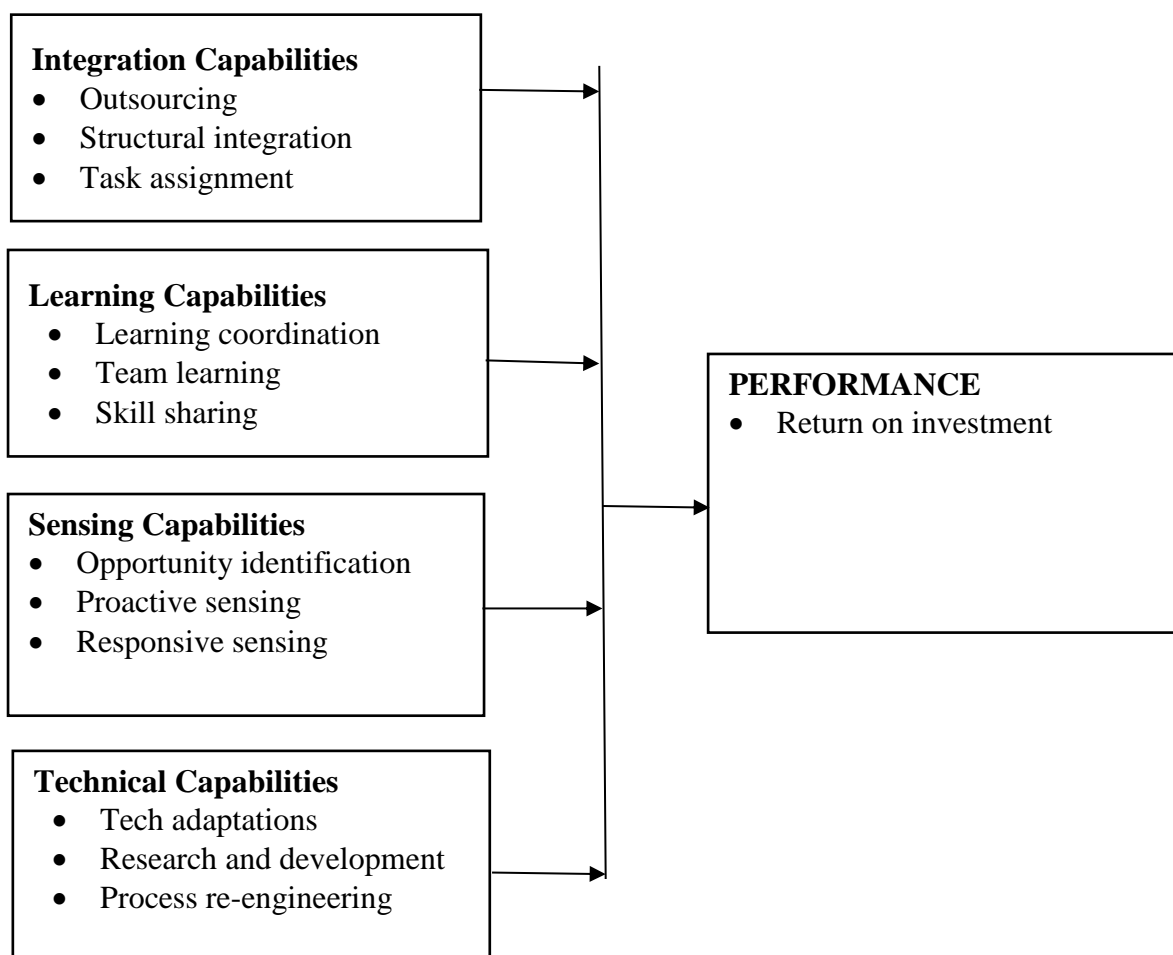 Integration Capabilities
• Outsourcing
• Structural integration
• Task assignment
Learning Capabilities
• Learning coordination
• Team learning
• Skill sharing
PERFORMANCE
• Return on investment
Sensing Capabilities
• Opportunity identification
• Proactive sensing
• Responsive sensing
Technical Capabilities
• Tech adaptations
• Research and development
• Process re-engineering